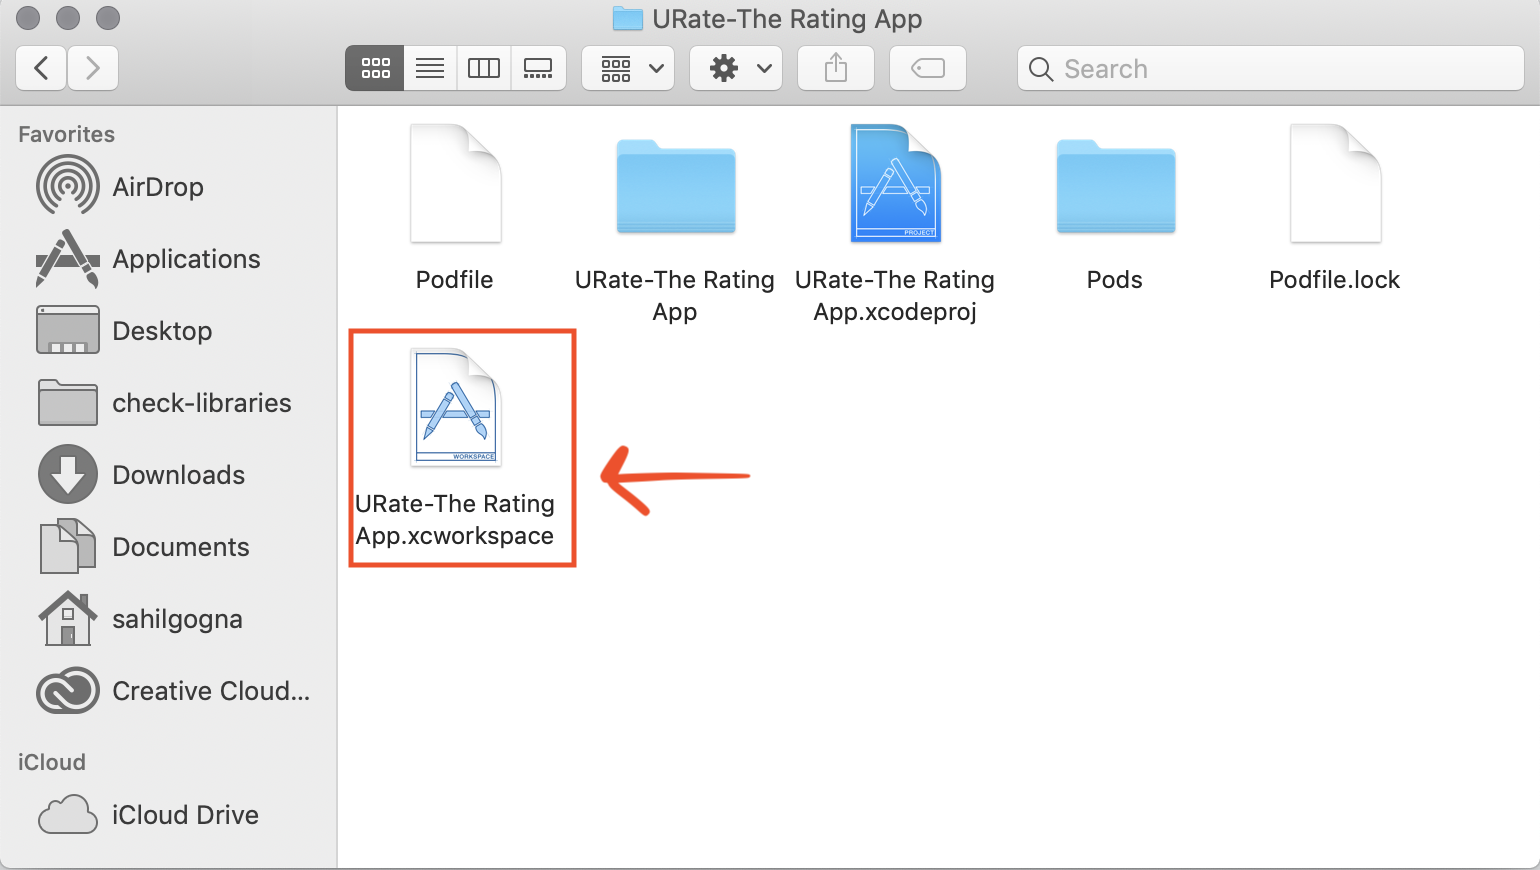 URate-The Rating App
Search
Favorites
AirDrop
Applications
Desktop
check-libraries
Downloads
Documents
sahilgogna
Creative Cloud...
iCloud
iCloud Drive
Podfile
URate-The Rating
App
PROJECT
URate-The Rating
App.xcodeproj
Pods
Podfile.lock
WORKSPACE
URate-The Rating
App.xcworkspace